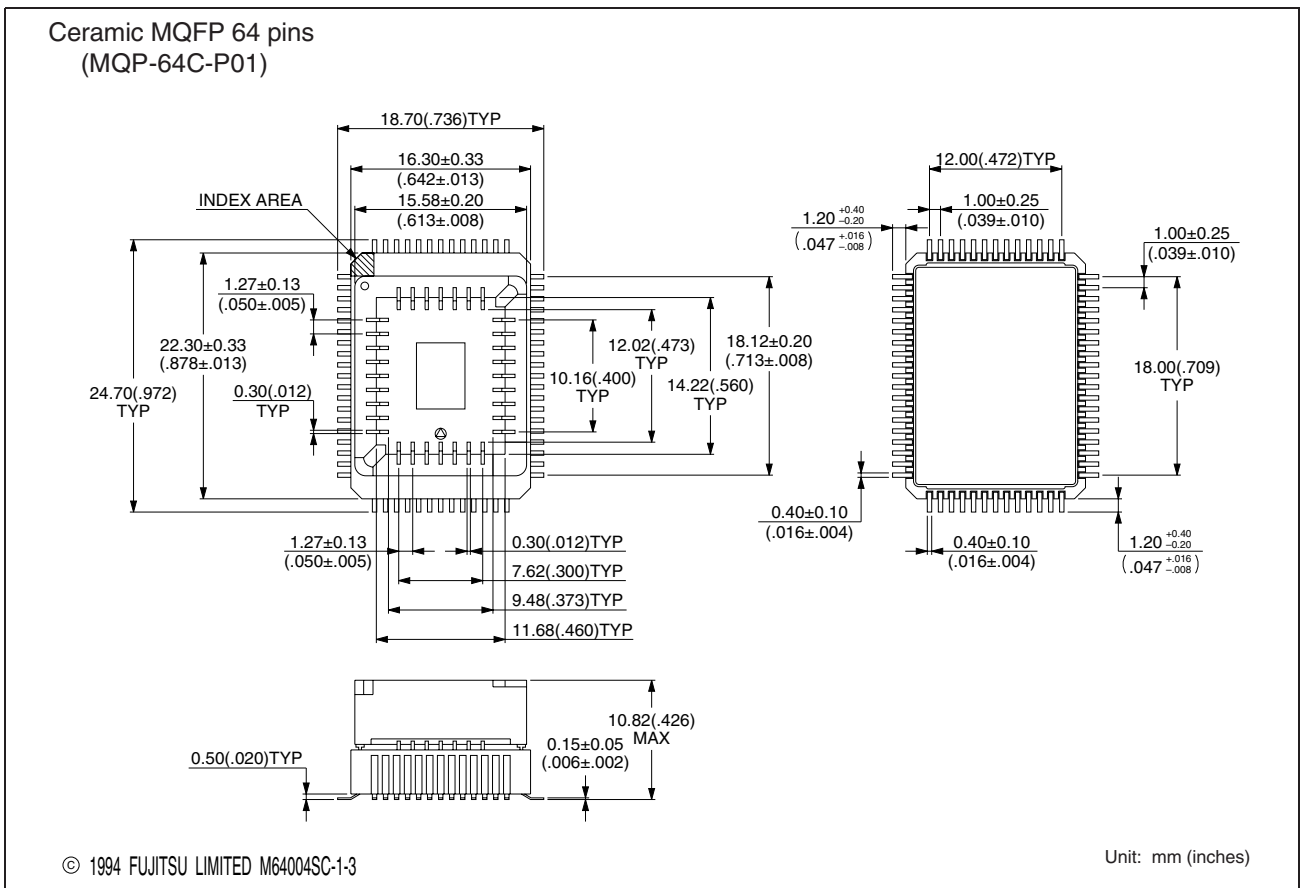 Ceramic MQFP 64 pins
(MQP-64C-P01)
18.70(.736)TYP
16.30±0.33
(.642±.013)
15.58±0.20
(.613±.008)
INDEX AREA
1.27±0.13
(.050±.005)
22.30±0.33
(.878±.013)
24.70(.972)
TYP
0.30(.012)
TYP
12.02(.473)
TYP
10.16(.400)
TYP
14.22(.560)
TYP
18.12±0.20
(.713±.008)
1.27±0.13
(.050±.005)
0.30(.012)TYP
7.62(.300)TYP
9.48(.373)TYP
11.68(.460)TYP
12.00(.472)TYP
1.00±0.25
(.039±.010)
1.20 +0.40 -0.20
(.047 +.016 -.008)
1.00±0.25
(.039±.010)
18.00(.709)
TYP
0.40±0.10
(.016±.004)
0.40±0.10
(.016±.004)
1.20 +0.40 -0.20
(.047 +.016 -.008)
10.82(.426)
MAX
0.15±0.05
(.006±.002)
0.50(.020)TYP
© 1994 FUJITSU LIMITED M64004SC-1-3
Unit: mm (inches)